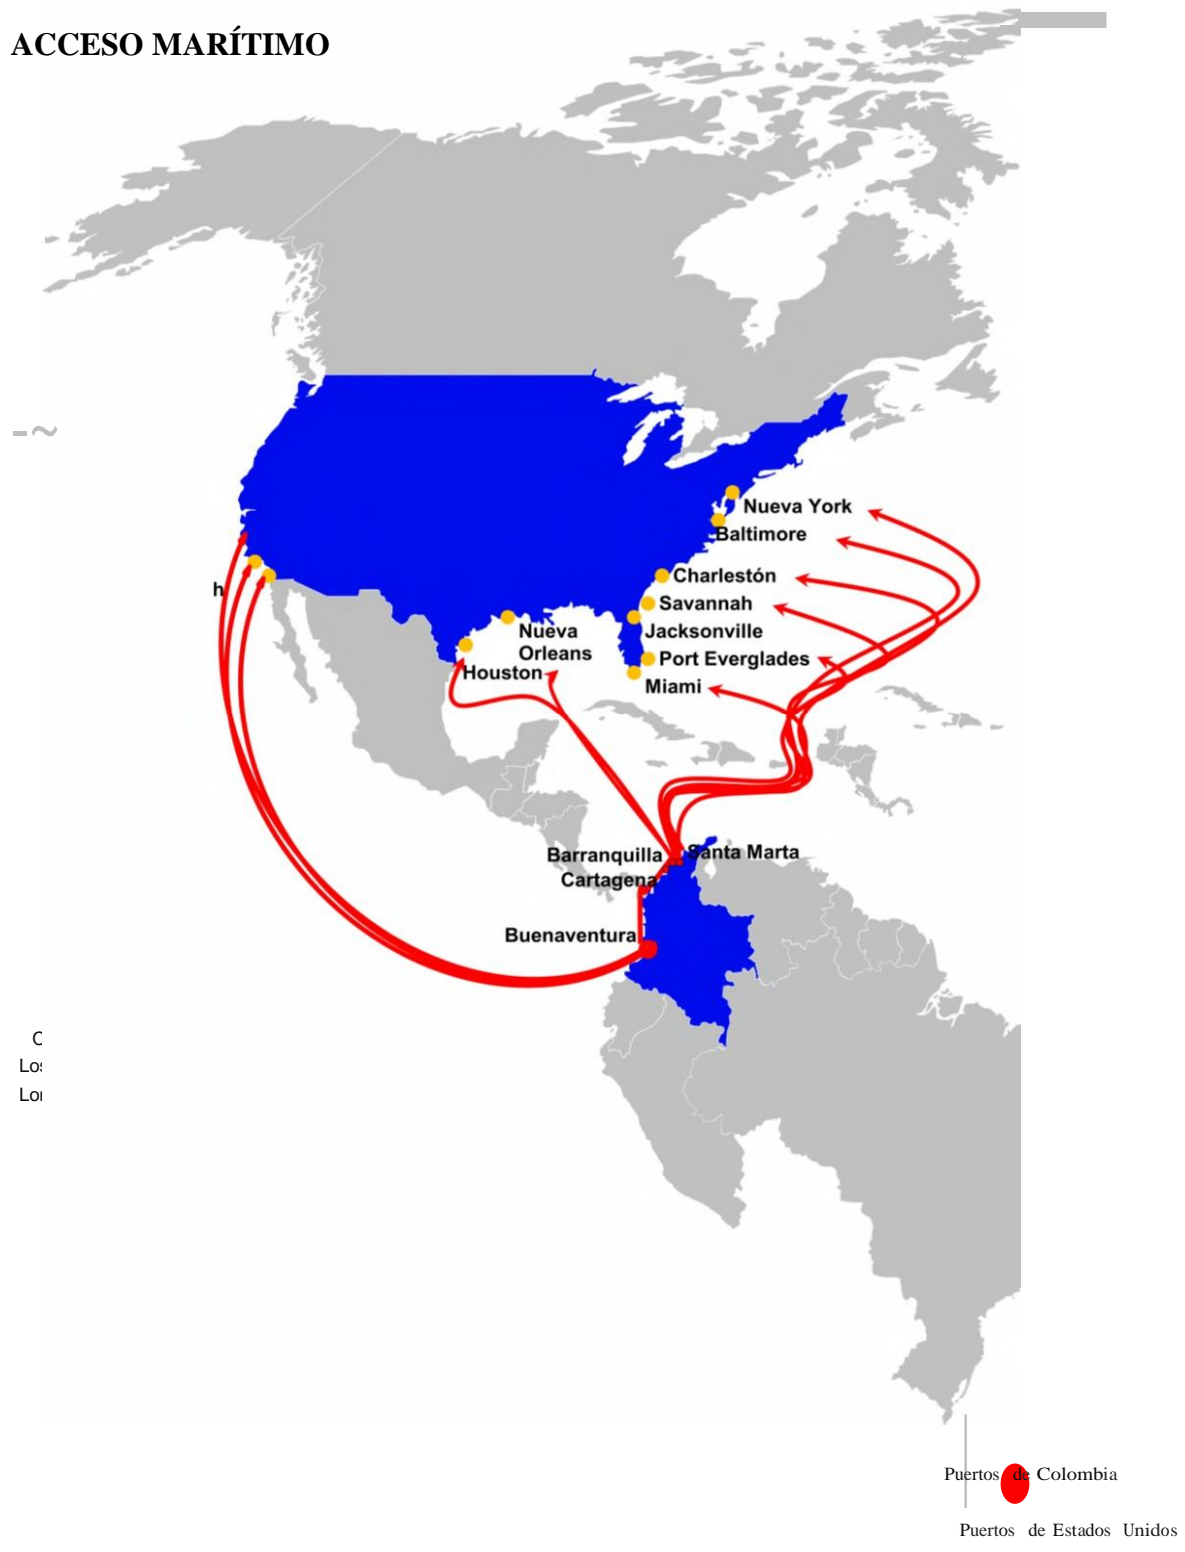 ACCESO MARÍTIMO
Nueva York
Baltimore
h
Charlestón
Savannah
Nueva
Orleans
Jacksonville
Port Everglades
Houston
Miami
Barranquilla
Santa Marta
Cartagena
Buenaventura
Puertos de Colombia
Puertos de Estados Unidos